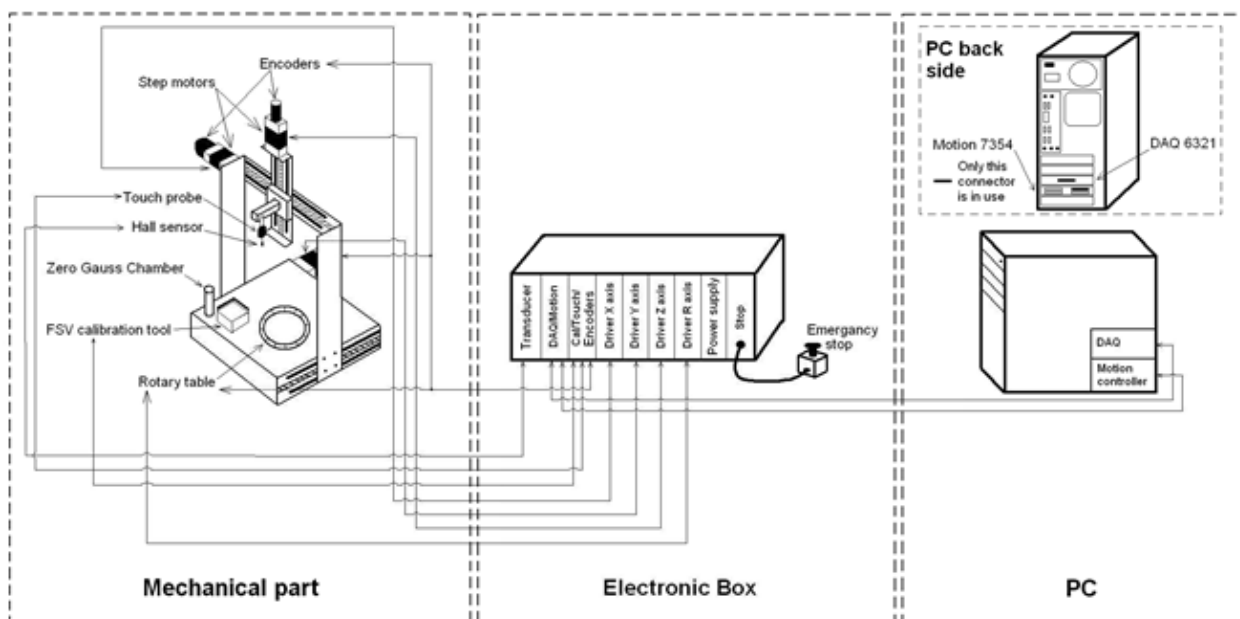 Encoders
Step motors
Touch probe
Hall sensor
Zero Gauss Chamber
FSV calibration tool
Rotary table
Mechanical part
Transducer
DAQ/Motion
Cal/Touch/
Encoders
Driver X axis
Driver Y axis
Driver Z axis
Driver R axis
Power supply
Stop
Emergancy
stop
Electronic Box
PC back
side
Motion 7354
DAQ 6321
Only this
connector
is in use
DAQ
Motion
controller
PC